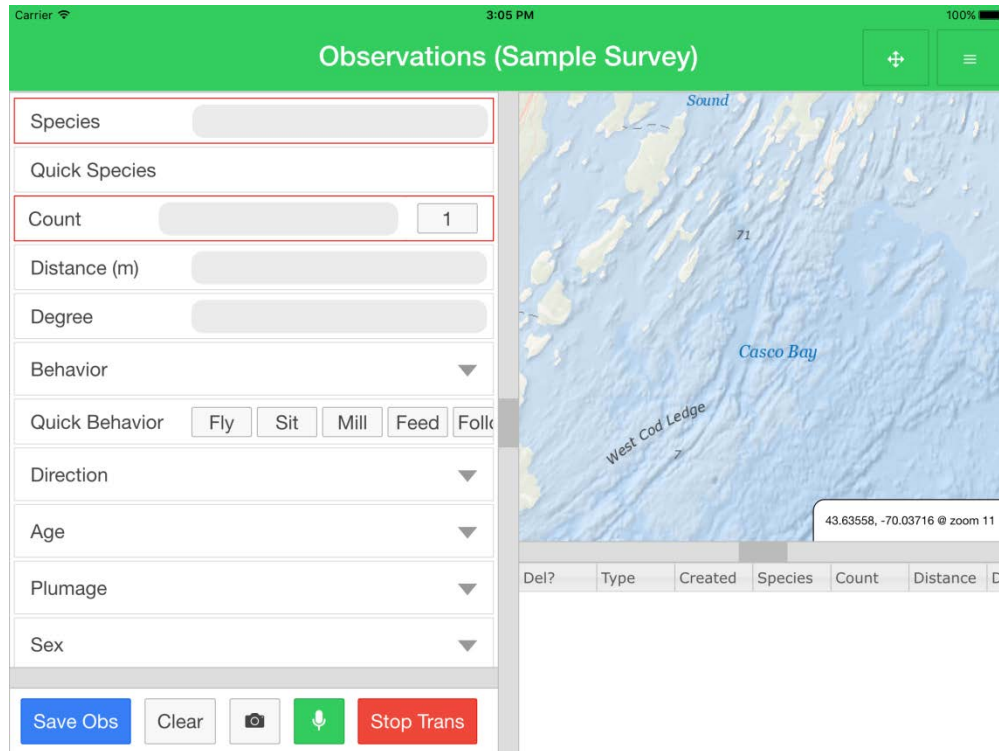 Carrier 3:05 PM 100%
Observations (Sample Survey)
Species
Quick Species
Count 1
Distance (m)
Degree
Behavior
Quick Behavior Fly Sit Mill Feed Follo
Direction
Age
Plumage
Sex
Save Obs Clear Stop Trans
Sound
71
Casco Bay
West Cod Ledge
7
43.63558, -70.03716 @ zoom 11
Del? Type Created Species Count Distance D